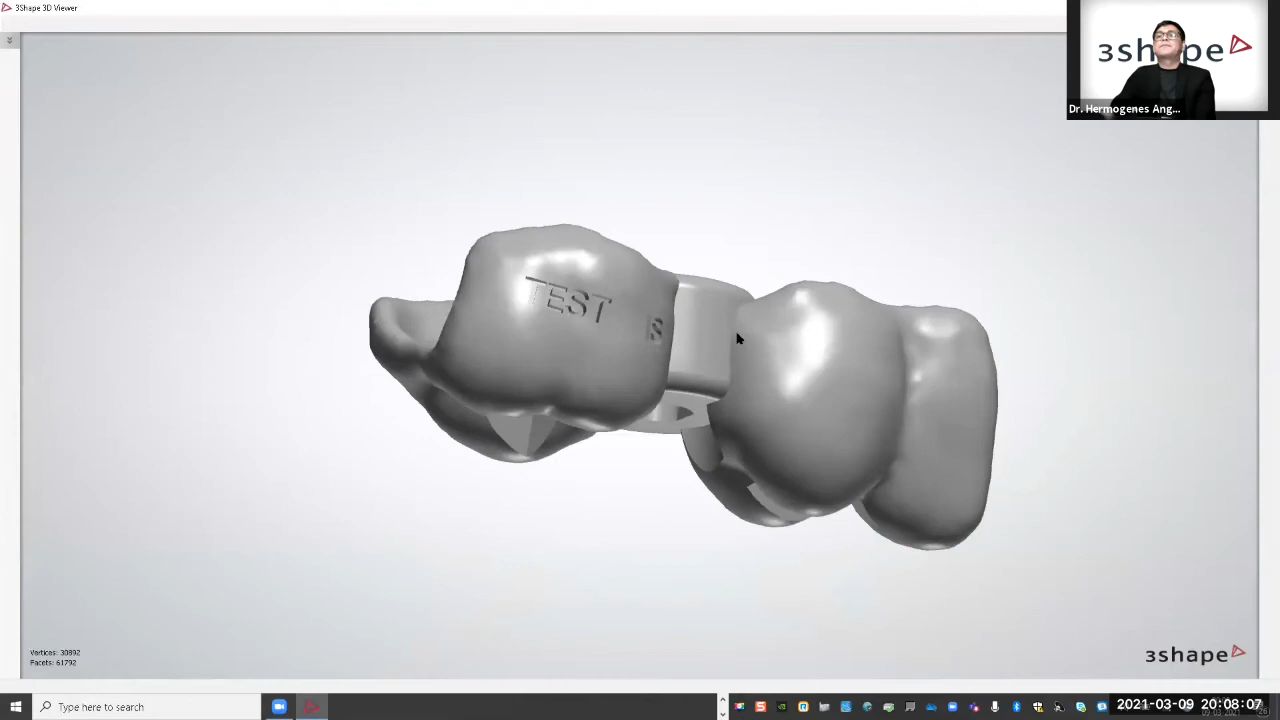 3Shape 3D Viewer
3shape
Dr. Hermogenes Ang...
TEST
S
Vertices: 30892
Facets: 61792
3shape
Type here to search
2021-03-09 20:08:07